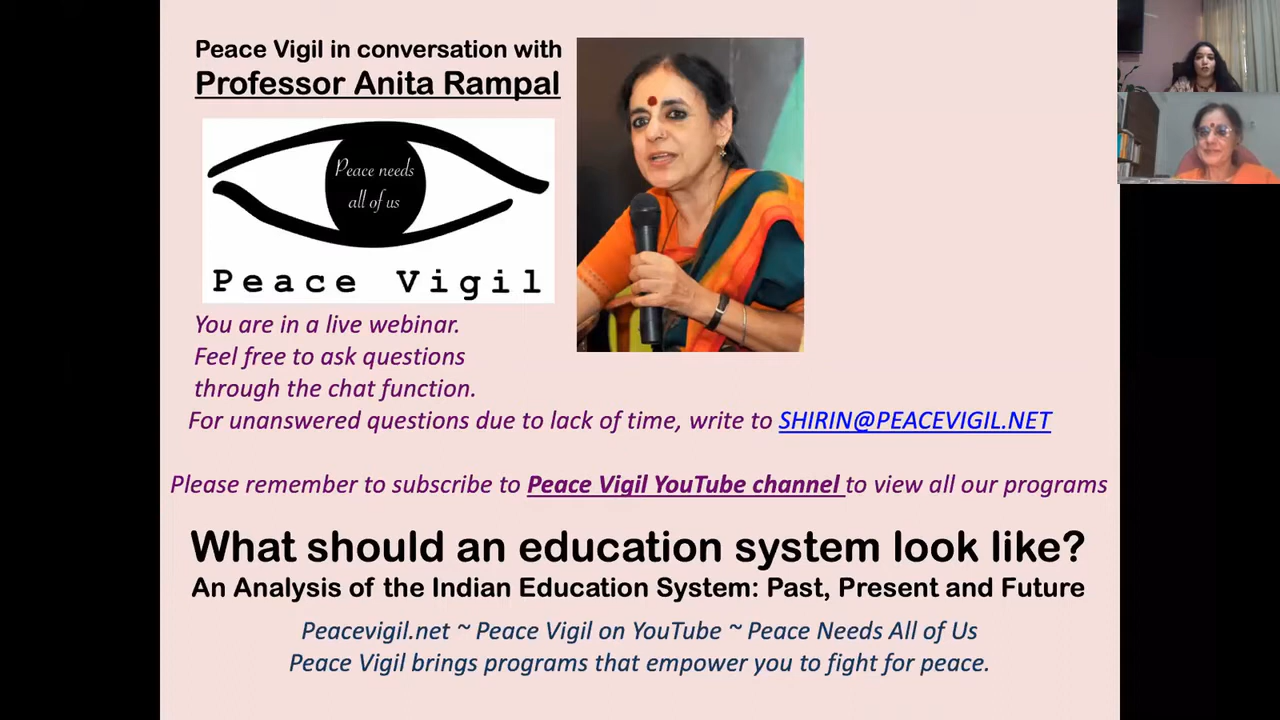 Peace Vigil in conversation with
Professor Anita Rampal
Peace needs
all of us
Peace Vigil
You are in a live webinar.
Feel free to ask questions
through the chat function.
For unanswered questions due to lack of time, write to SHIRIN@PEACEVIGIL.NET
Please remember to subscribe to Peace Vigil YouTube channel to view all our programs
What should an education system look like?
An Analysis of the Indian Education System: Past, Present and Future
Peacevigil.net ~ Peace Vigil on YouTube ~ Peace Needs All of Us
Peace Vigil brings programs that empower you to fight for peace.